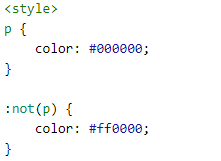 <style>
p {
    color: #000000;
}

:not(p) {
    color: #ff0000;
}